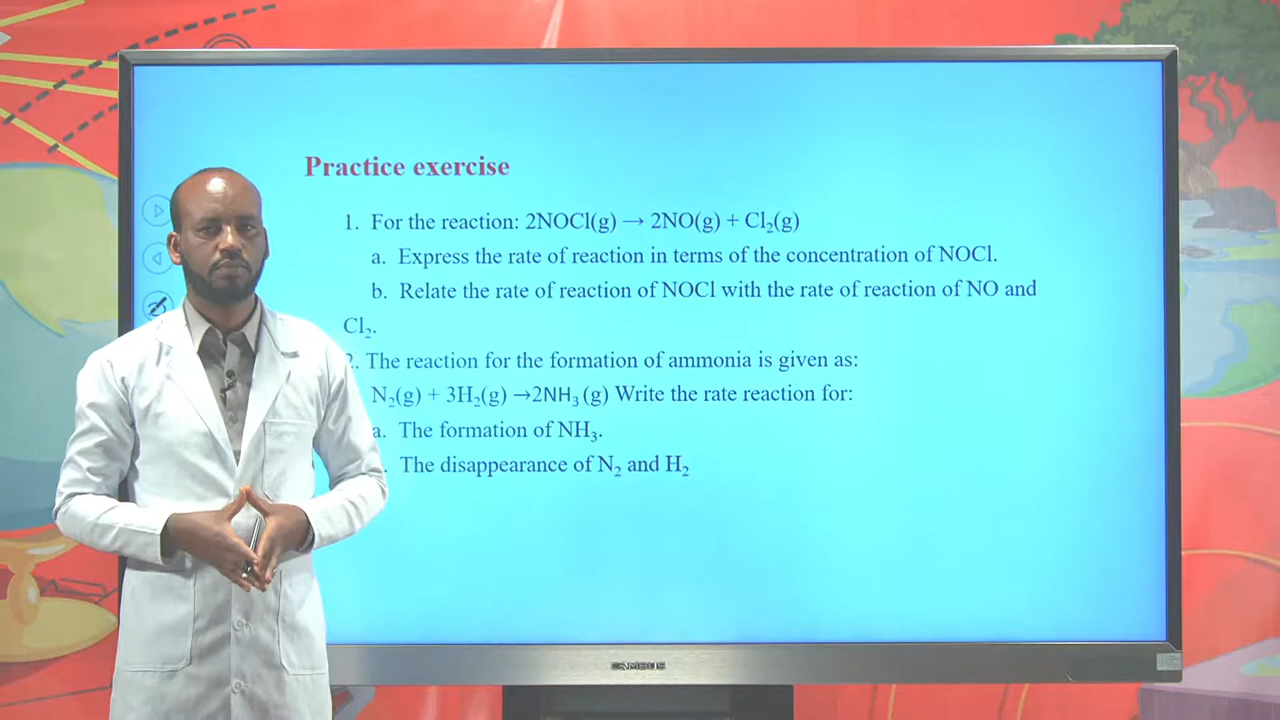 Practice exercise
1. For the reaction: 2NOCl(g) → 2NO(g) + Cl₂(g)
a. Express the rate of reaction in terms of the concentration of NOCl.
b. Relate the rate of reaction of NOCl with the rate of reaction of NO and
Cl₂.
2. The reaction for the formation of ammonia is given as:
N₂(g) + 3H₂(g) →2NH₃ (g) Write the rate reaction for:
a. The formation of NH₃.
. The disappearance of N₂ and H₂